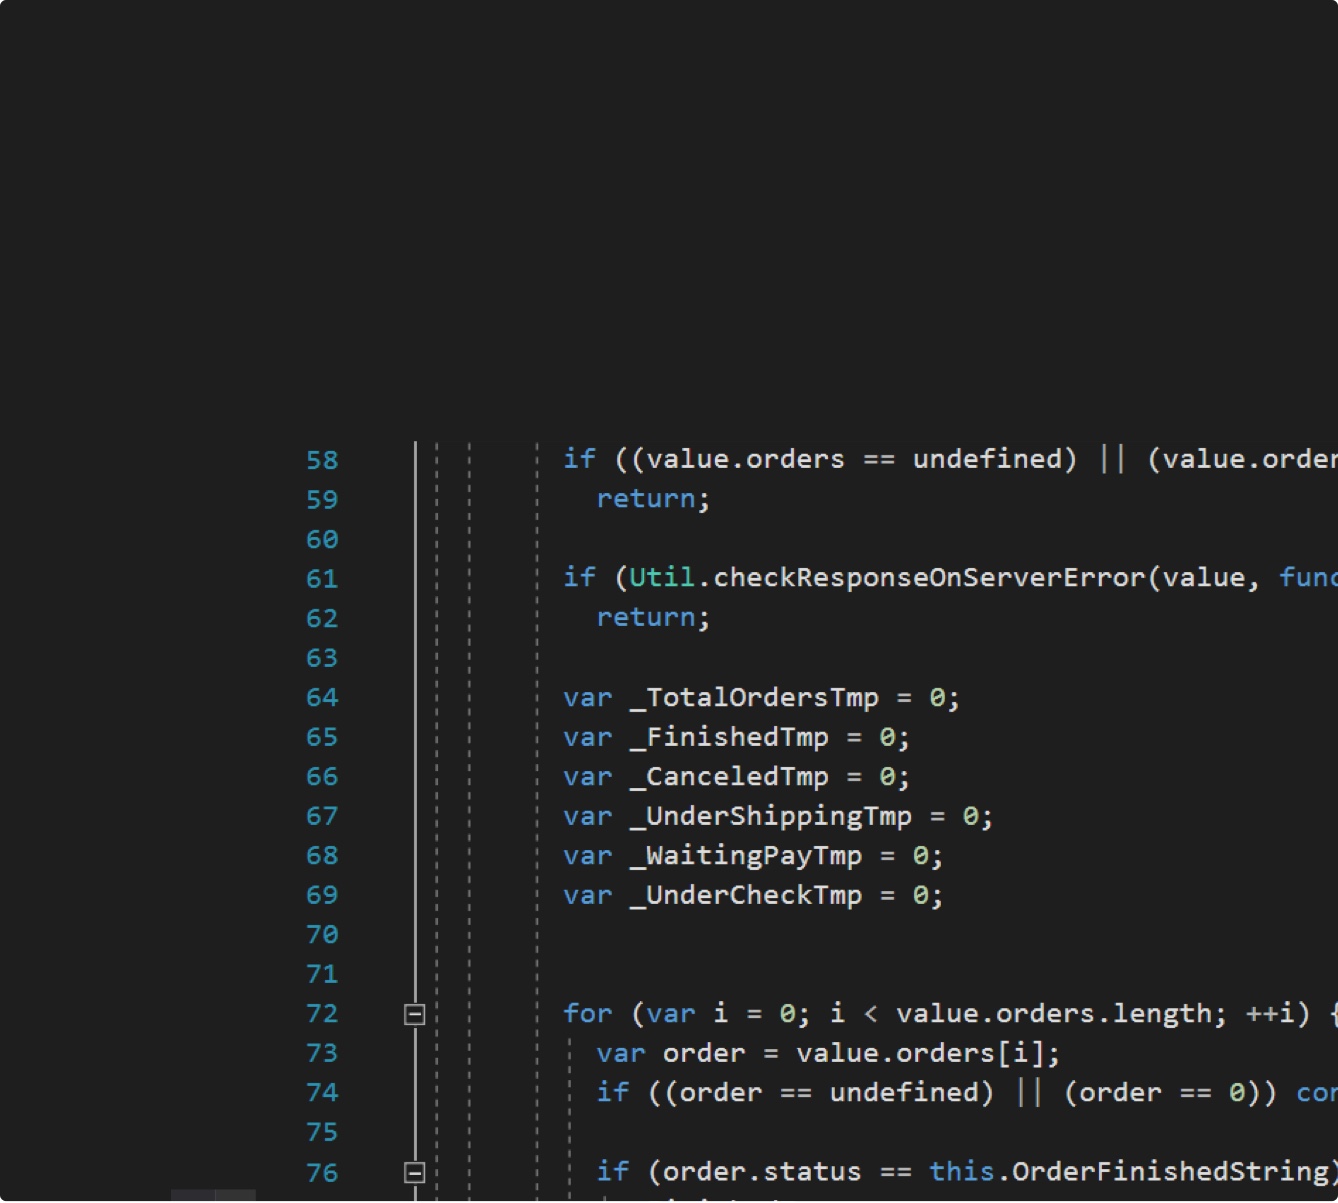 58 if ((value.orders == undefined) || (value.order
59 return;
60
61 if (Util.checkResponseOnServerError(value, func
62 return;
63
64 var _TotalOrdersTmp = 0;
65 var _FinishedTmp = 0;
66 var _CanceledTmp = 0;
67 var _UnderShippingTmp = 0;
68 var _WaitingPayTmp = 0;
69 var _UnderCheckTmp = 0;
70
71
72 for (var i = 0; i < value.orders.length; ++i) {
73 var order = value.orders[i];
74 if ((order == undefined) || (order == 0)) con
75
76 if (order.status == this.OrderFinishedString)